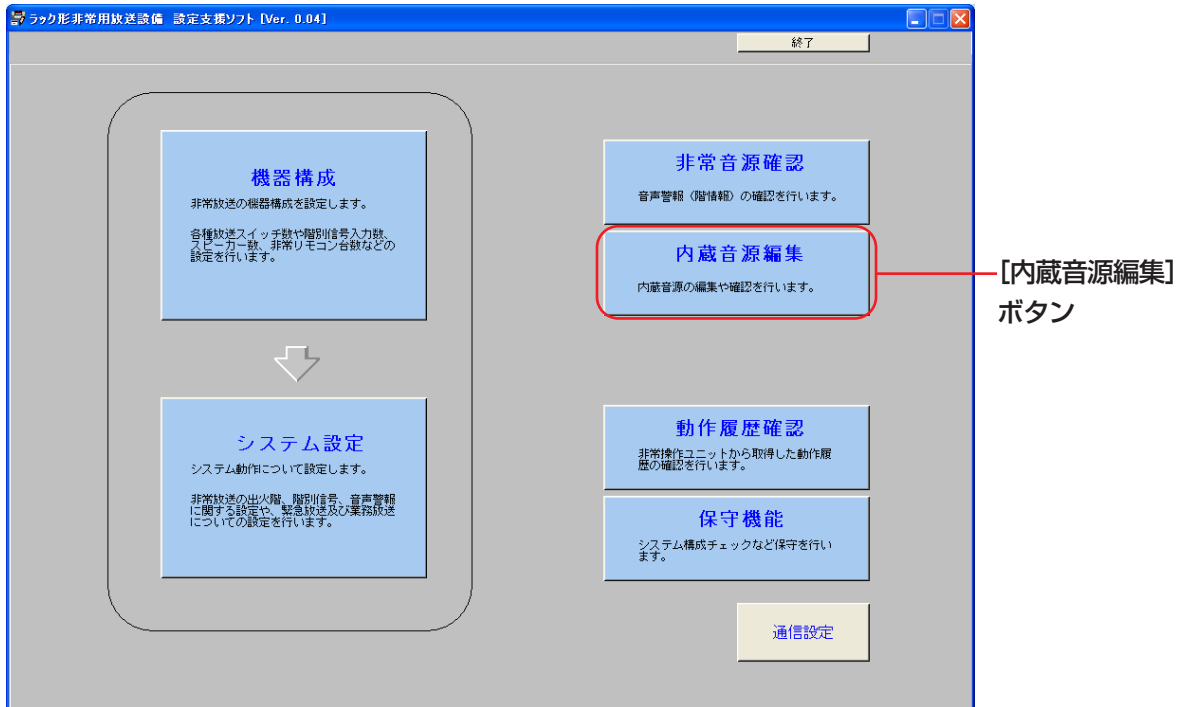 ラック形非常用放送設備 設定支援ソフト [Ver. 0.04]
終了
機器構成
非常放送の機器構成を設定します。
各種放送スイッチ数や階別信号入力数、
スピーカー数、非常リモコン台数などの
設定を行います。
システム設定
システム動作について設定します。
非常放送の出火階、階別信号、音声警報
に関する設定や、緊急放送及び業務放送
についての設定を行います。
非常音源確認
音声警報（階情報）の確認を行います。
内蔵音源編集
内蔵音源の編集や確認を行います。
[内蔵音源編集]
ボタン
動作履歴確認
非常操作ユニットから取得した動作履
歴の確認を行います。
保守機能
システム構成チェックなど保守を行い
ます。
通信設定